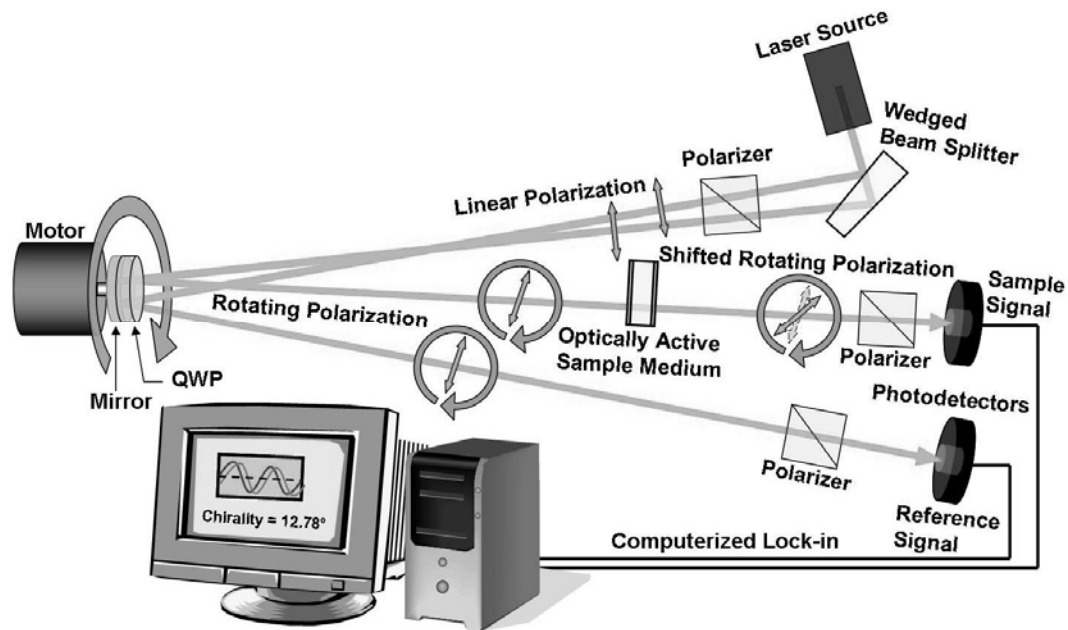 Laser Source
Wedged
Beam Splitter
Polarizer
Linear Polarization
Motor
Shifted Rotating Polarization
Sample
Signal
Rotating Polarization
Optically Active
Sample Medium
Polarizer
QWP
Mirror
Photodetectors
Polarizer
Chirality = 12.78°
Reference
Signal
Computerized Lock-in